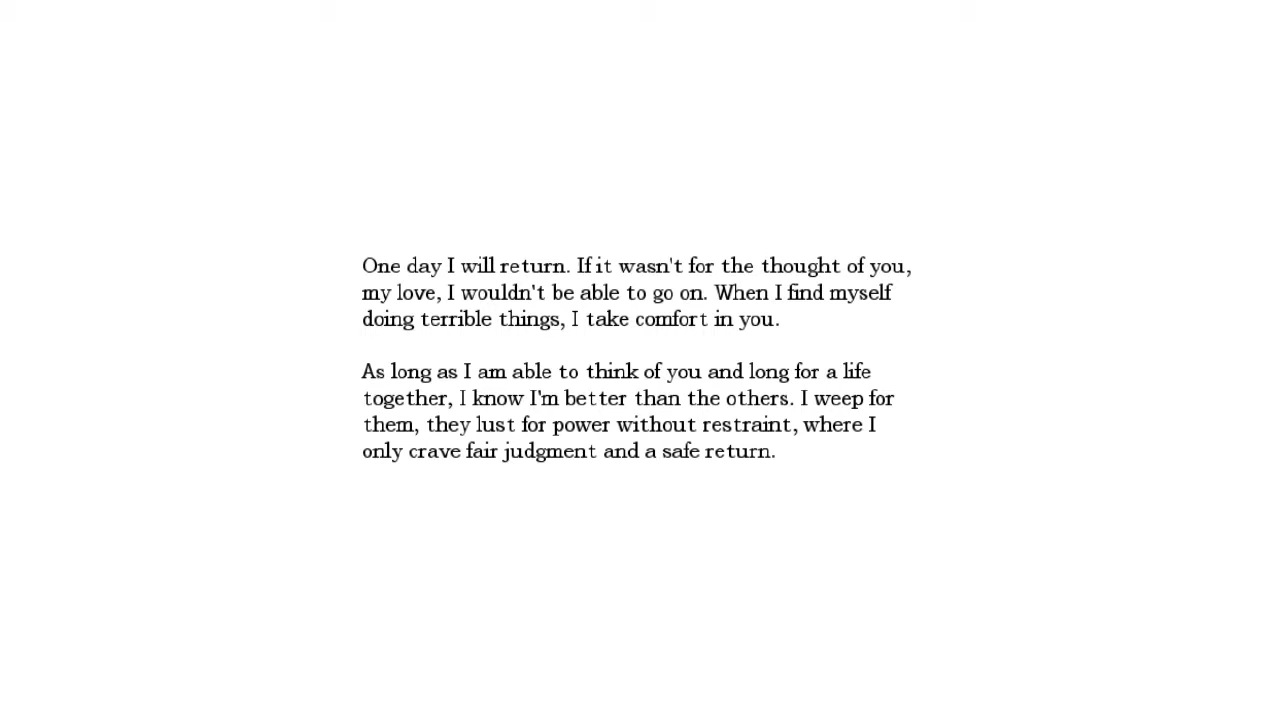 One day I will return. If it wasn't for the thought of you,
my love, I wouldn't be able to go on. When I find myself
doing terrible things, I take comfort in you.
As long as I am able to think of you and long for a life
together, I know I'm better than the others. I weep for
them, they lust for power without restraint, where I
only crave fair judgment and a safe return.